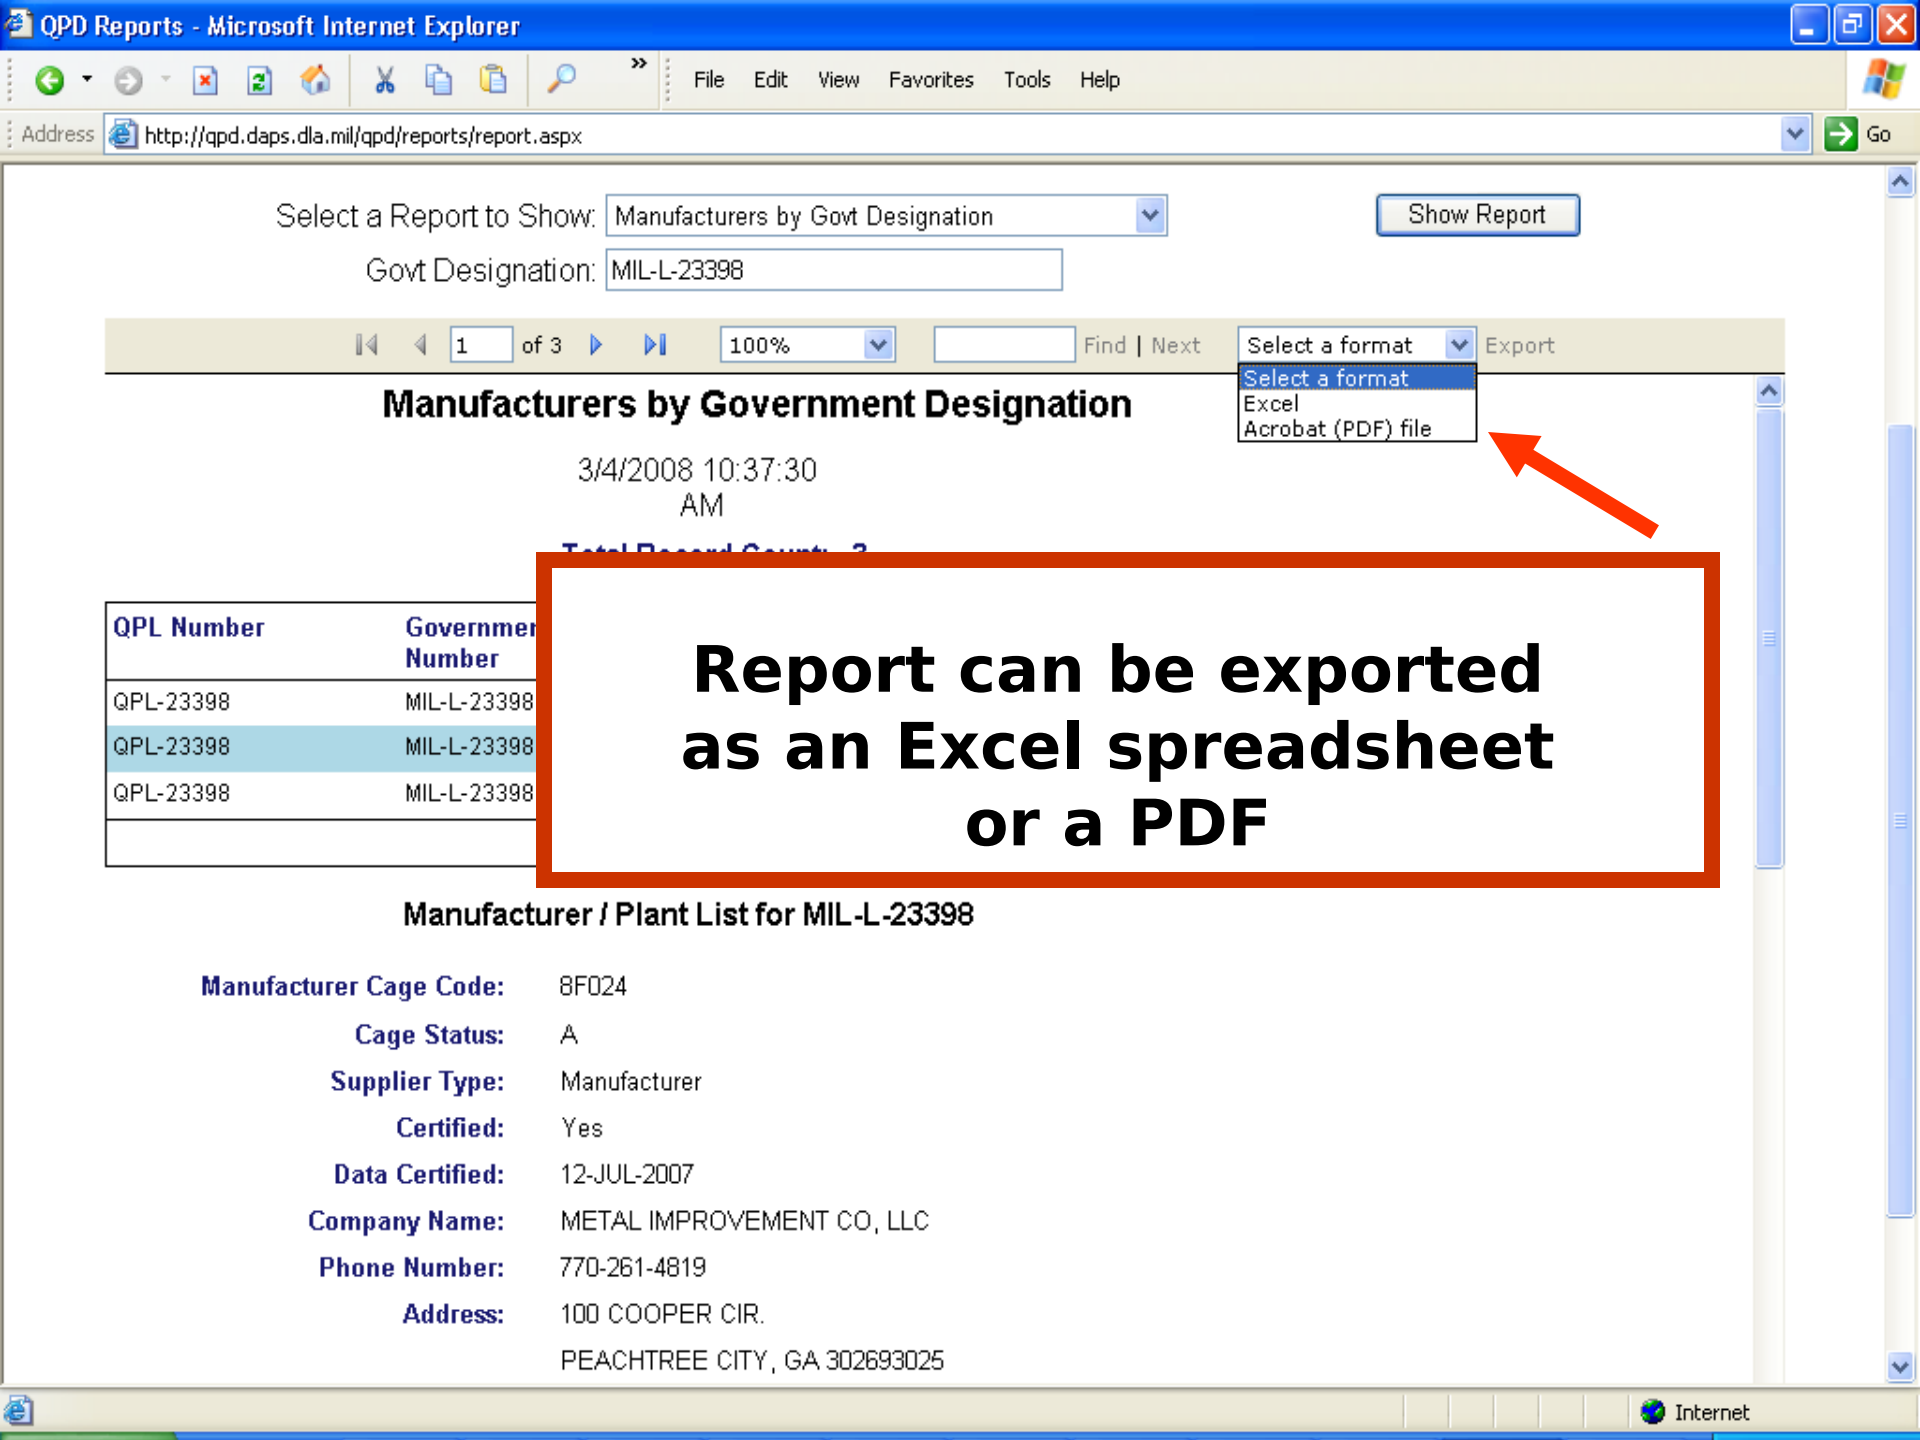 QPD Reports - Microsoft Internet Explorer
» File Edit View Favorites Tools Help
Address http://qpd.daps.dla.mil/qpd/reports/report.aspx Go
Select a Report to Show: Manufacturers by Govt Designation Show Report
Govt Designation: MIL-L-23398
1 of 3 100% Find | Next Select a format Export
Select a format
Excel
Acrobat (PDF) file
Manufacturers by Government Designation
3/4/2008 10:37:30
AM
Total Record Count: 3
QPL Number
Number
QPL-23398 MIL-L-23398
QPL-23398 MIL-L-23398
QPL-23398 MIL-L-23398
Report can be exported
as an Excel spreadsheet
or a PDF
Manufacturer / Plant List for MIL-L-23398
Manufacturer Cage Code: 8F024
Cage Status: A
Supplier Type: Manufacturer
Certified: Yes
Data Certified: 12-JUL-2007
Company Name: METAL IMPROVEMENT CO, LLC
Phone Number: 770-261-4819
Address: 100 COOPER CIR.
PEACHTREE CITY, GA 302693025
Internet